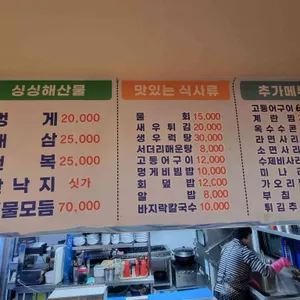 싱싱해산물
멍 게 20,000
해 삼 25,000
전 복 25,000
산 낙 지 싯가
해물모듬 70,000
맛있는 식사류
물 회 15,000
새 우 튀 김 20,000
생 우 럭 탕 30,000
서더리매운탕 8,000
고 등 어 구 이 12,000
멍 게 비 빔 밥 10,000
회 덮 밥 12,000
알 밥 8,000
바지락칼국수 10,000
추가메
고등어구이
계 란 찜
옥 수 수 콘
라 면 사 리
소 면 사 리
수제비사리
미 나 리
가 오 리
부 침
튀 김 추